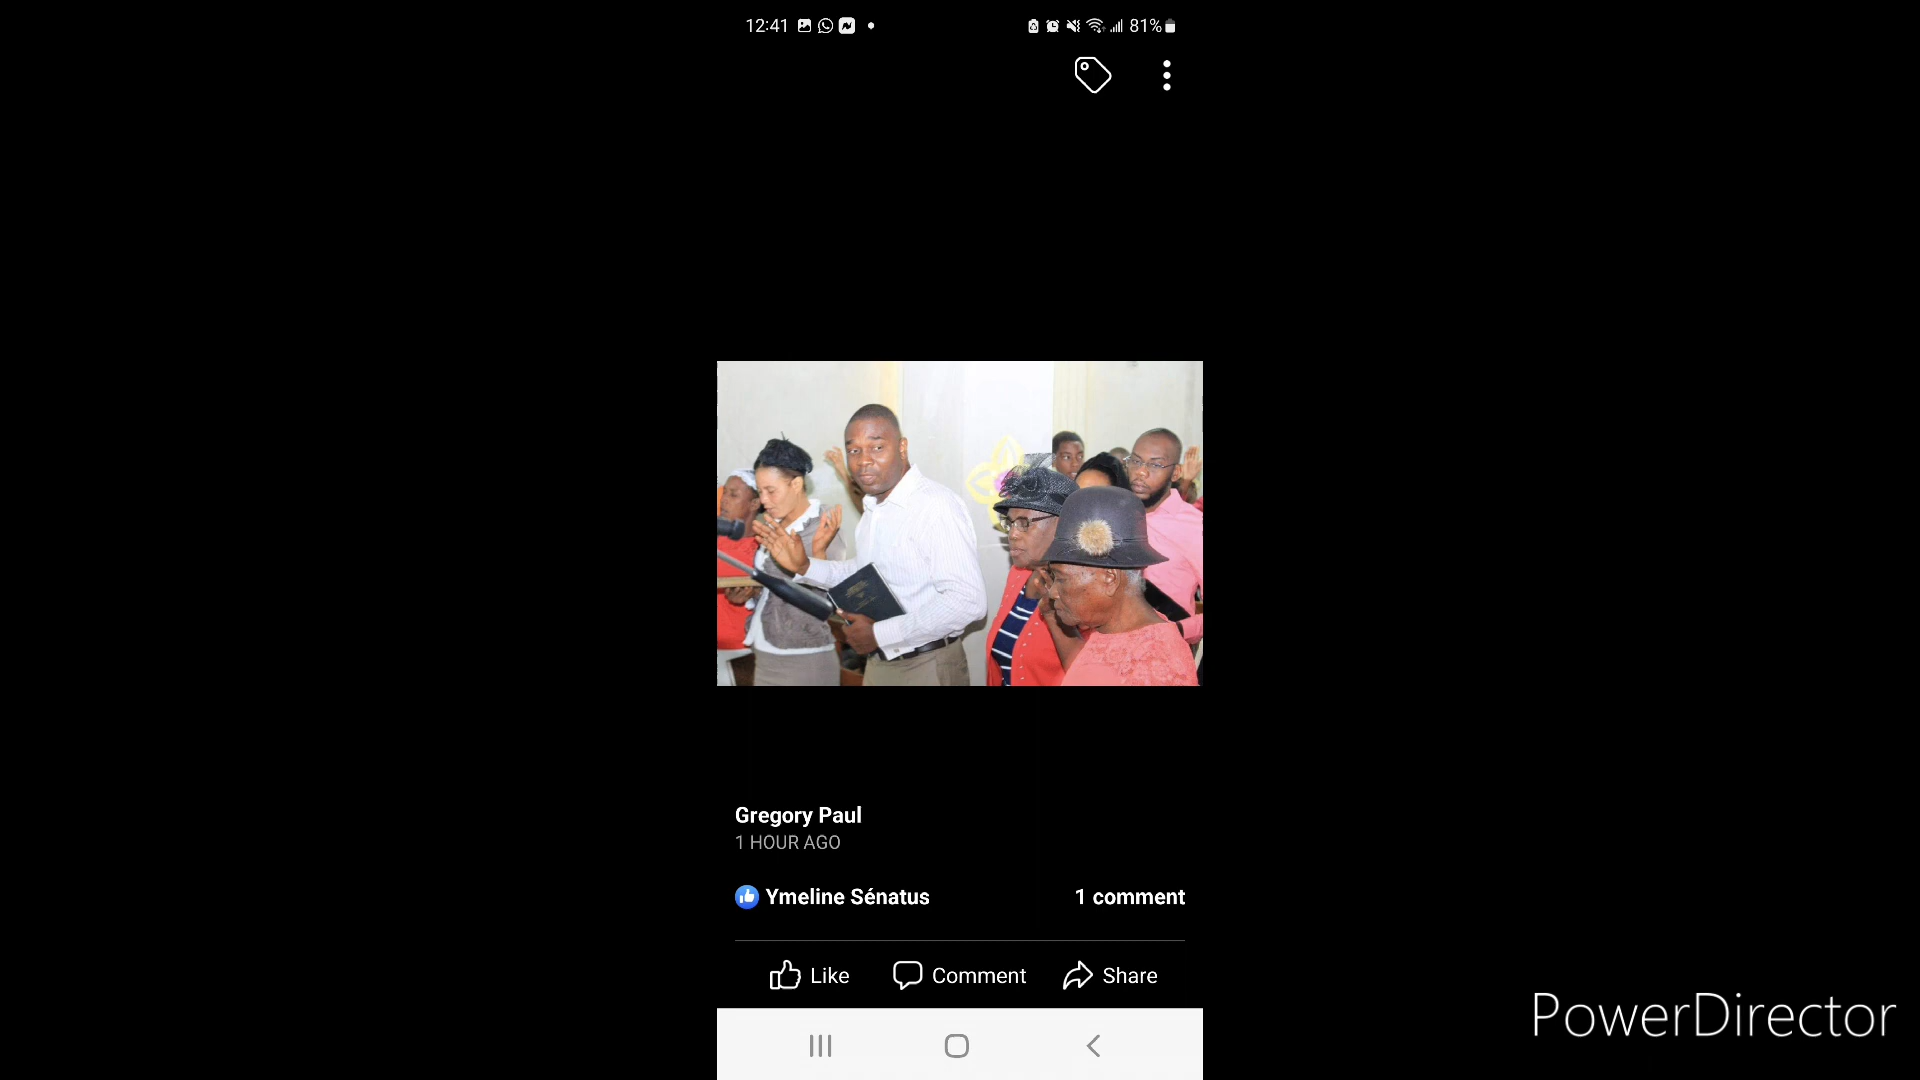 12:41
81%
Gregory Paul
1 HOUR AGO
Ymeline Sénatus
1 comment
Like
Comment
Share
PowerDirector